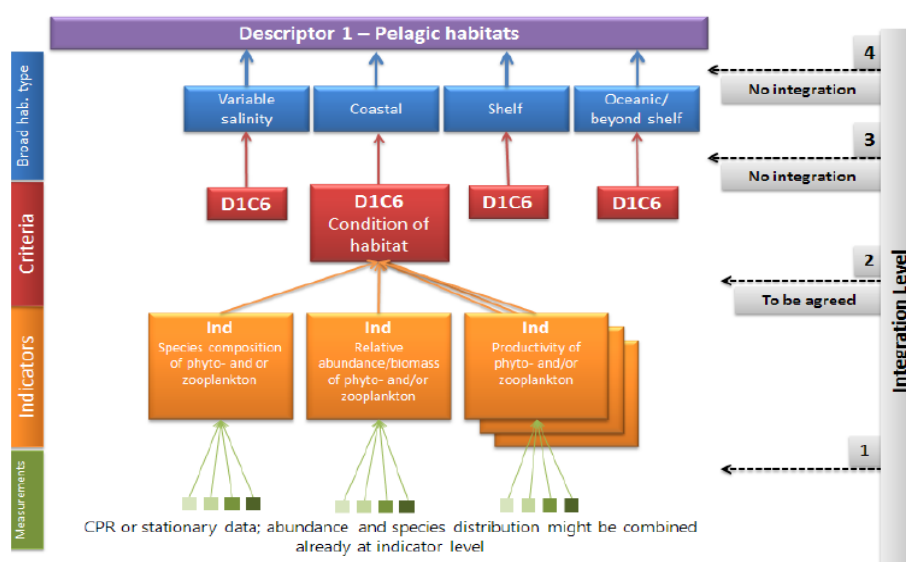 Descriptor 1 – Pelagic habitats
4
No integration
Broad hab. type
Variable
salinity
Coastal
Shelf
Oceanic/
beyond shelf
3
No integration
Criteria
D1C6
D1C6
Condition of
habitat
D1C6
D1C6
2
To be agreed
Integration Level
Indicators
Ind
Species composition
of phyto- and or
zooplankton
Ind
Relative
abundance/biomass
of phyto- and/or
zooplankton
Ind
Productivity of
phyto- and/or
zooplankton
1
Measurements
CPR or stationary data; abundance and species distribution might be combined
already at indicator level